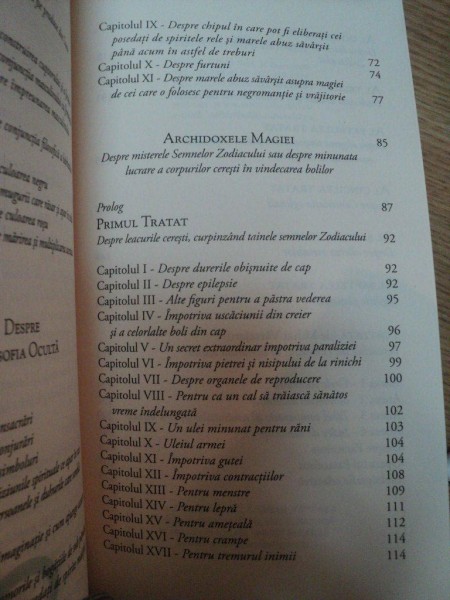 Capitolul IX - Despre chipul în care pot fi eliberați cei
posedați de spiritele rele și marele abuz săvârșit
până acum în astfel de treburi 72
Capitolul X - Despre furtuni 74
Capitolul XI - Despre marele abuz săvârșit asupra magiei
de cei care o folosesc pentru negromanție și vrăjitorie 77
ARCHIDOXELE MAGIEI 85
Despre misterele Semnelor Zodiacului sau despre minunata
lucrare a corpurilor cerești în vindecarea bolilor
Prolog 87
PRIMUL TRATAT
Despre leacurile cerești, curpinzând tainele semnelor Zodiacului 92
Capitolul I - Despre durerile obișnuite de cap 92
Capitolul II - Despre epilepsie 92
Capitolul III - Alte figuri pentru a păstra vederea 95
Capitolul IV - Împotriva uscăciunii din creier
și a celorlalte boli din cap 96
Capitolul V - Un secret extraordinar împotriva paraliziei 97
Capitolul VI - Împotriva pietrei și nisipului de la rinichi 99
Capitolul VII - Despre organele de reproducere 100
Capitolul VIII - Pentru ca un cal să trăiască sănătos
vreme îndelungată 102
Capitolul IX - Un ulei minunat pentru răni 103
Capitolul X - Uleiul armei 104
Capitolul XI - Împotriva gutei 104
Capitolul XII - Împotriva contracțiilor 108
Capitolul XIII - Pentru menstre 109
Capitolul XIV - Pentru lepră 111
Capitolul XV - Pentru amețeală 112
Capitolul XVI - Pentru crampe 114
Capitolul XVII - Pentru tremurul inimii 114
culoarea neagră
culoarea roșie
DESPRE
OCULTĂ